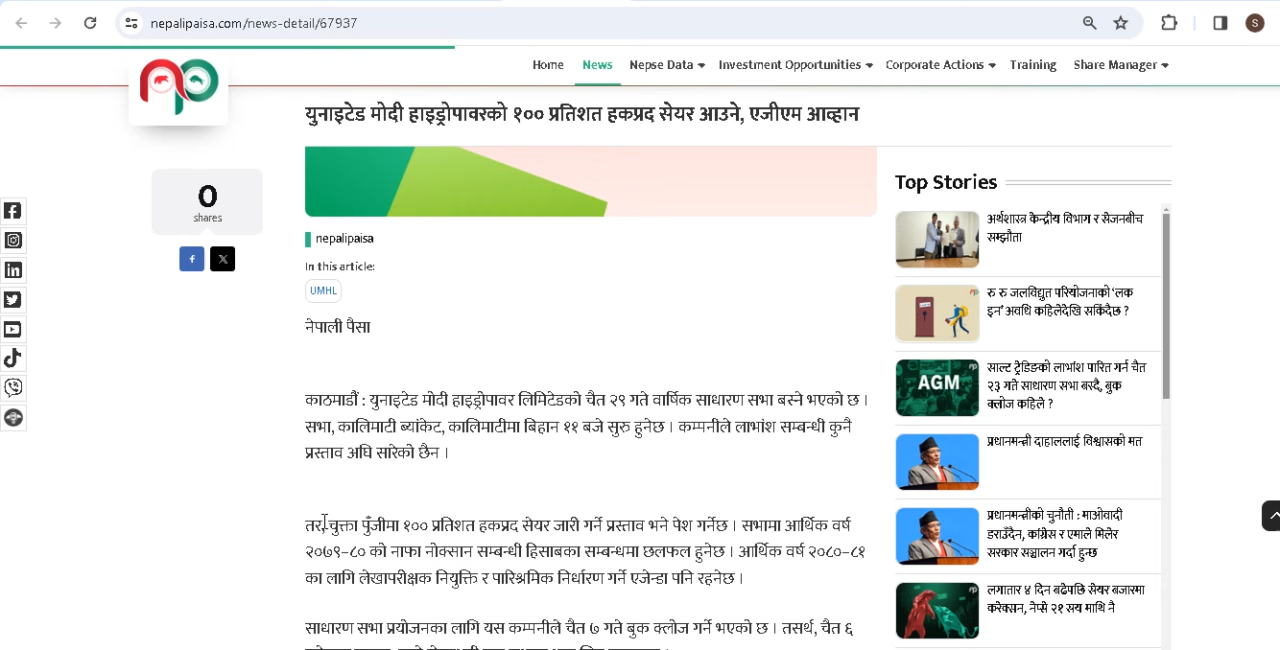 nepalipaisa.com/news-detail/67937
S
Home News Nepse Data Investment Opportunities Corporate Actions Training Share Manager
युनाइटेड मोदी हाइड्रोपावरको १०० प्रतिशत हकप्रद सेयर आउने, एजीएम आव्हान
0
shares
nepalipaisa
In this article:
UMHL
नेपाली पैसा
काठमाडौं : युनाइटेड मोदी हाइड्रोपावर लिमिटेडको चैत २९ गते वार्षिक साधारण सभा बस्ने भएको छ ।
सभा, कालिमाटी ब्यांकेट, कालिमाटीमा बिहान ११ बजे सुरु हुनेछ । कम्पनीले लाभांश सम्बन्धी कुनै
प्रस्ताव अघि सारेको छैन ।
तर, चुक्ता पुँजीमा १०० प्रतिशत हकप्रद सेयर जारी गर्ने प्रस्ताव भने पेश गर्नेछ । सभामा आर्थिक वर्ष
२०७९–८० को नाफा नोक्सान सम्बन्धी हिसाबका सम्बन्धमा छलफल हुनेछ । आर्थिक वर्ष २०८०–८१
का लागि लेखापरीक्षक नियुक्ति र पारिश्रमिक निर्धारण गर्ने एजेन्डा पनि रहनेछ ।
साधारण सभा प्रयोजनका लागि यस कम्पनीले चैत ७ गते बुक क्लोज गर्ने भएको छ । तसर्थ, चैत ६
Top Stories
अर्थशास्त्र केन्द्रीय विभाग र सेजनबीच
सम्झौता
रु रु जलविद्युत परियोजनाको ‘लक
इन’ अवधि कहिलेदेखि सकिंदैछ ?
AGM
साल्ट ट्रेडिङको लाभांश पारित गर्न चैत
२३ गते साधारण सभा बस्दै, बुक
क्लोज कहिले ?
प्रधानमन्त्री दाहाललाई विश्वासको मत
प्रधानमन्त्रीको चुनौती : माओवादी
डराउँदैन, कांग्रेस र एमाले मिलेर
सरकार सञ्चालन गर्दा हुन्छ
लगातार ४ दिन बढेपछि सेयर बजारमा
करेक्सन, नेप्से २१ सय माथि नै